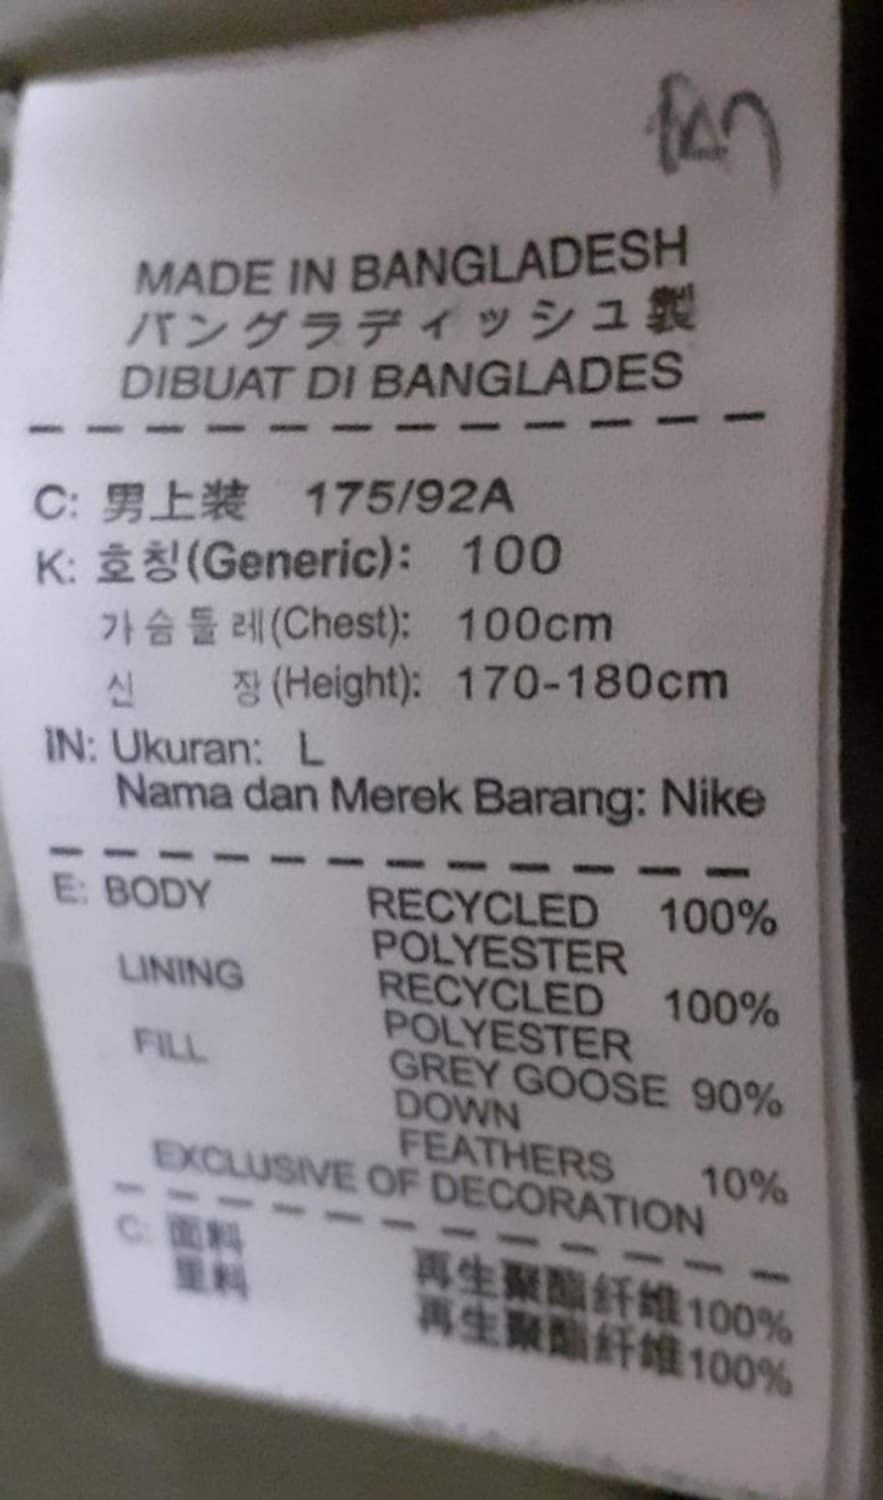 MADE IN BANGLADESH
バングラディッシュ製
DIBUAT DI BANGLADES
C: 男上装 175/92A
K: 호칭(Generic): 100
가슴둘레(Chest): 100cm
신 장(Height): 170-180cm
IN: Ukuran: L
Nama dan Merek Barang: Nike
E: BODY RECYCLED 100%
POLYESTER
LINING RECYCLED 100%
POLYESTER
FILL GREY GOOSE 90%
DOWN
FEATHERS 10%
EXCLUSIVE OF DECORATION
C: 面料 再生聚酯纤维100%
里料 再生聚酯纤维100%